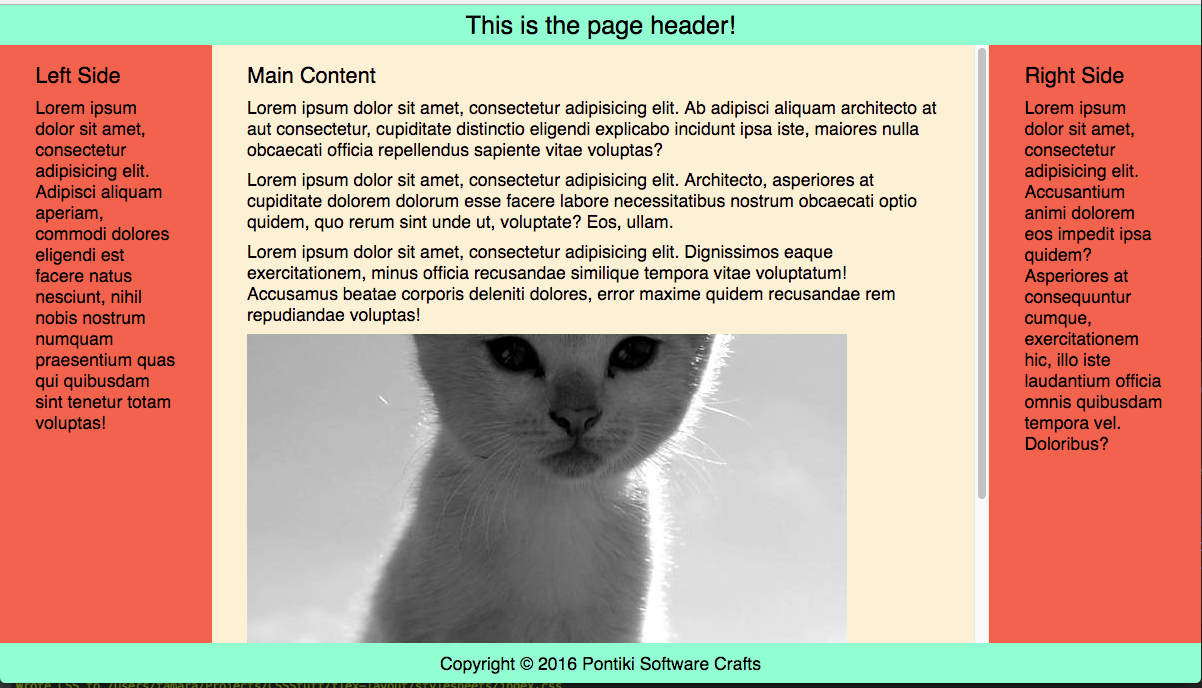 This is the page header!
Left Side
Lorem ipsum
dolor sit amet,
consectetur
adipisicing elit.
Adipisci aliquam
aperiam,
commodi dolores
eligendi est
facere natus
nesciunt, nihil
nobis nostrum
numquam
praesentium quas
qui quibusdam
sint tenetur totam
voluptas!
Main Content
Lorem ipsum dolor sit amet, consectetur adipisicing elit. Ab adipisci aliquam architecto at
aut consectetur, cupiditate distinctio eligendi explicabo incidunt ipsa iste, maiores nulla
obcaecati officia repellendus sapiente vitae voluptas?
Lorem ipsum dolor sit amet, consectetur adipisicing elit. Architecto, asperiores at
cupiditate dolorem dolorum esse facere labore necessitatibus nostrum obcaecati optio
quidem, quo rerum sint unde ut, voluptate? Eos, ullam.
Lorem ipsum dolor sit amet, consectetur adipisicing elit. Dignissimos eaque
exercitationem, minus officia recusandae similique tempora vitae voluptatum!
Accusamus beatae corporis deleniti dolores, error maxime quidem recusandae rem
repudiandae voluptas!
Right Side
Lorem ipsum
dolor sit amet,
consectetur
adipisicing elit.
Accusantium
animi dolorem
eos impedit ipsa
quidem?
Asperiores at
consequuntur
cumque,
exercitationem
hic, illo iste
laudantium officia
omnis quibusdam
tempora vel.
Doloribus?
Copyright © 2016 Pontiki Software Crafts